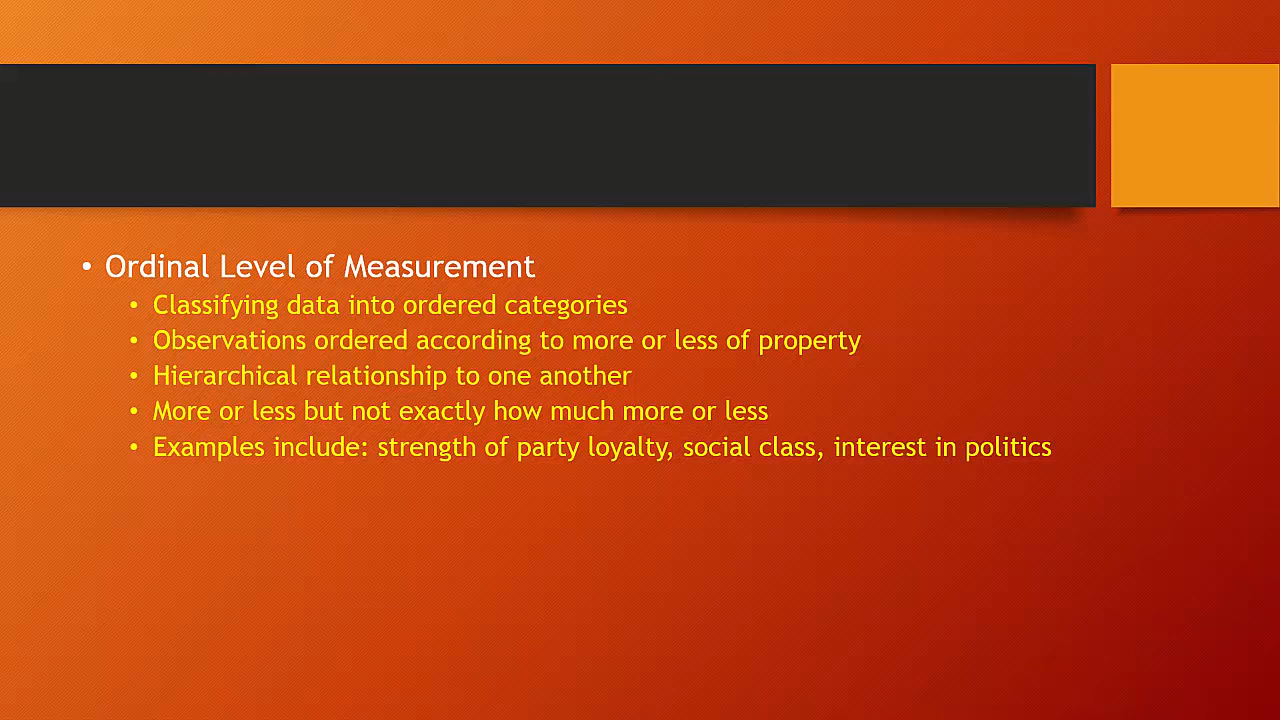 • Ordinal Level of Measurement
• Classifying data into ordered categories
• Observations ordered according to more or less of property
• Hierarchical relationship to one another
• More or less but not exactly how much more or less
• Examples include: strength of party loyalty, social class, interest in politics